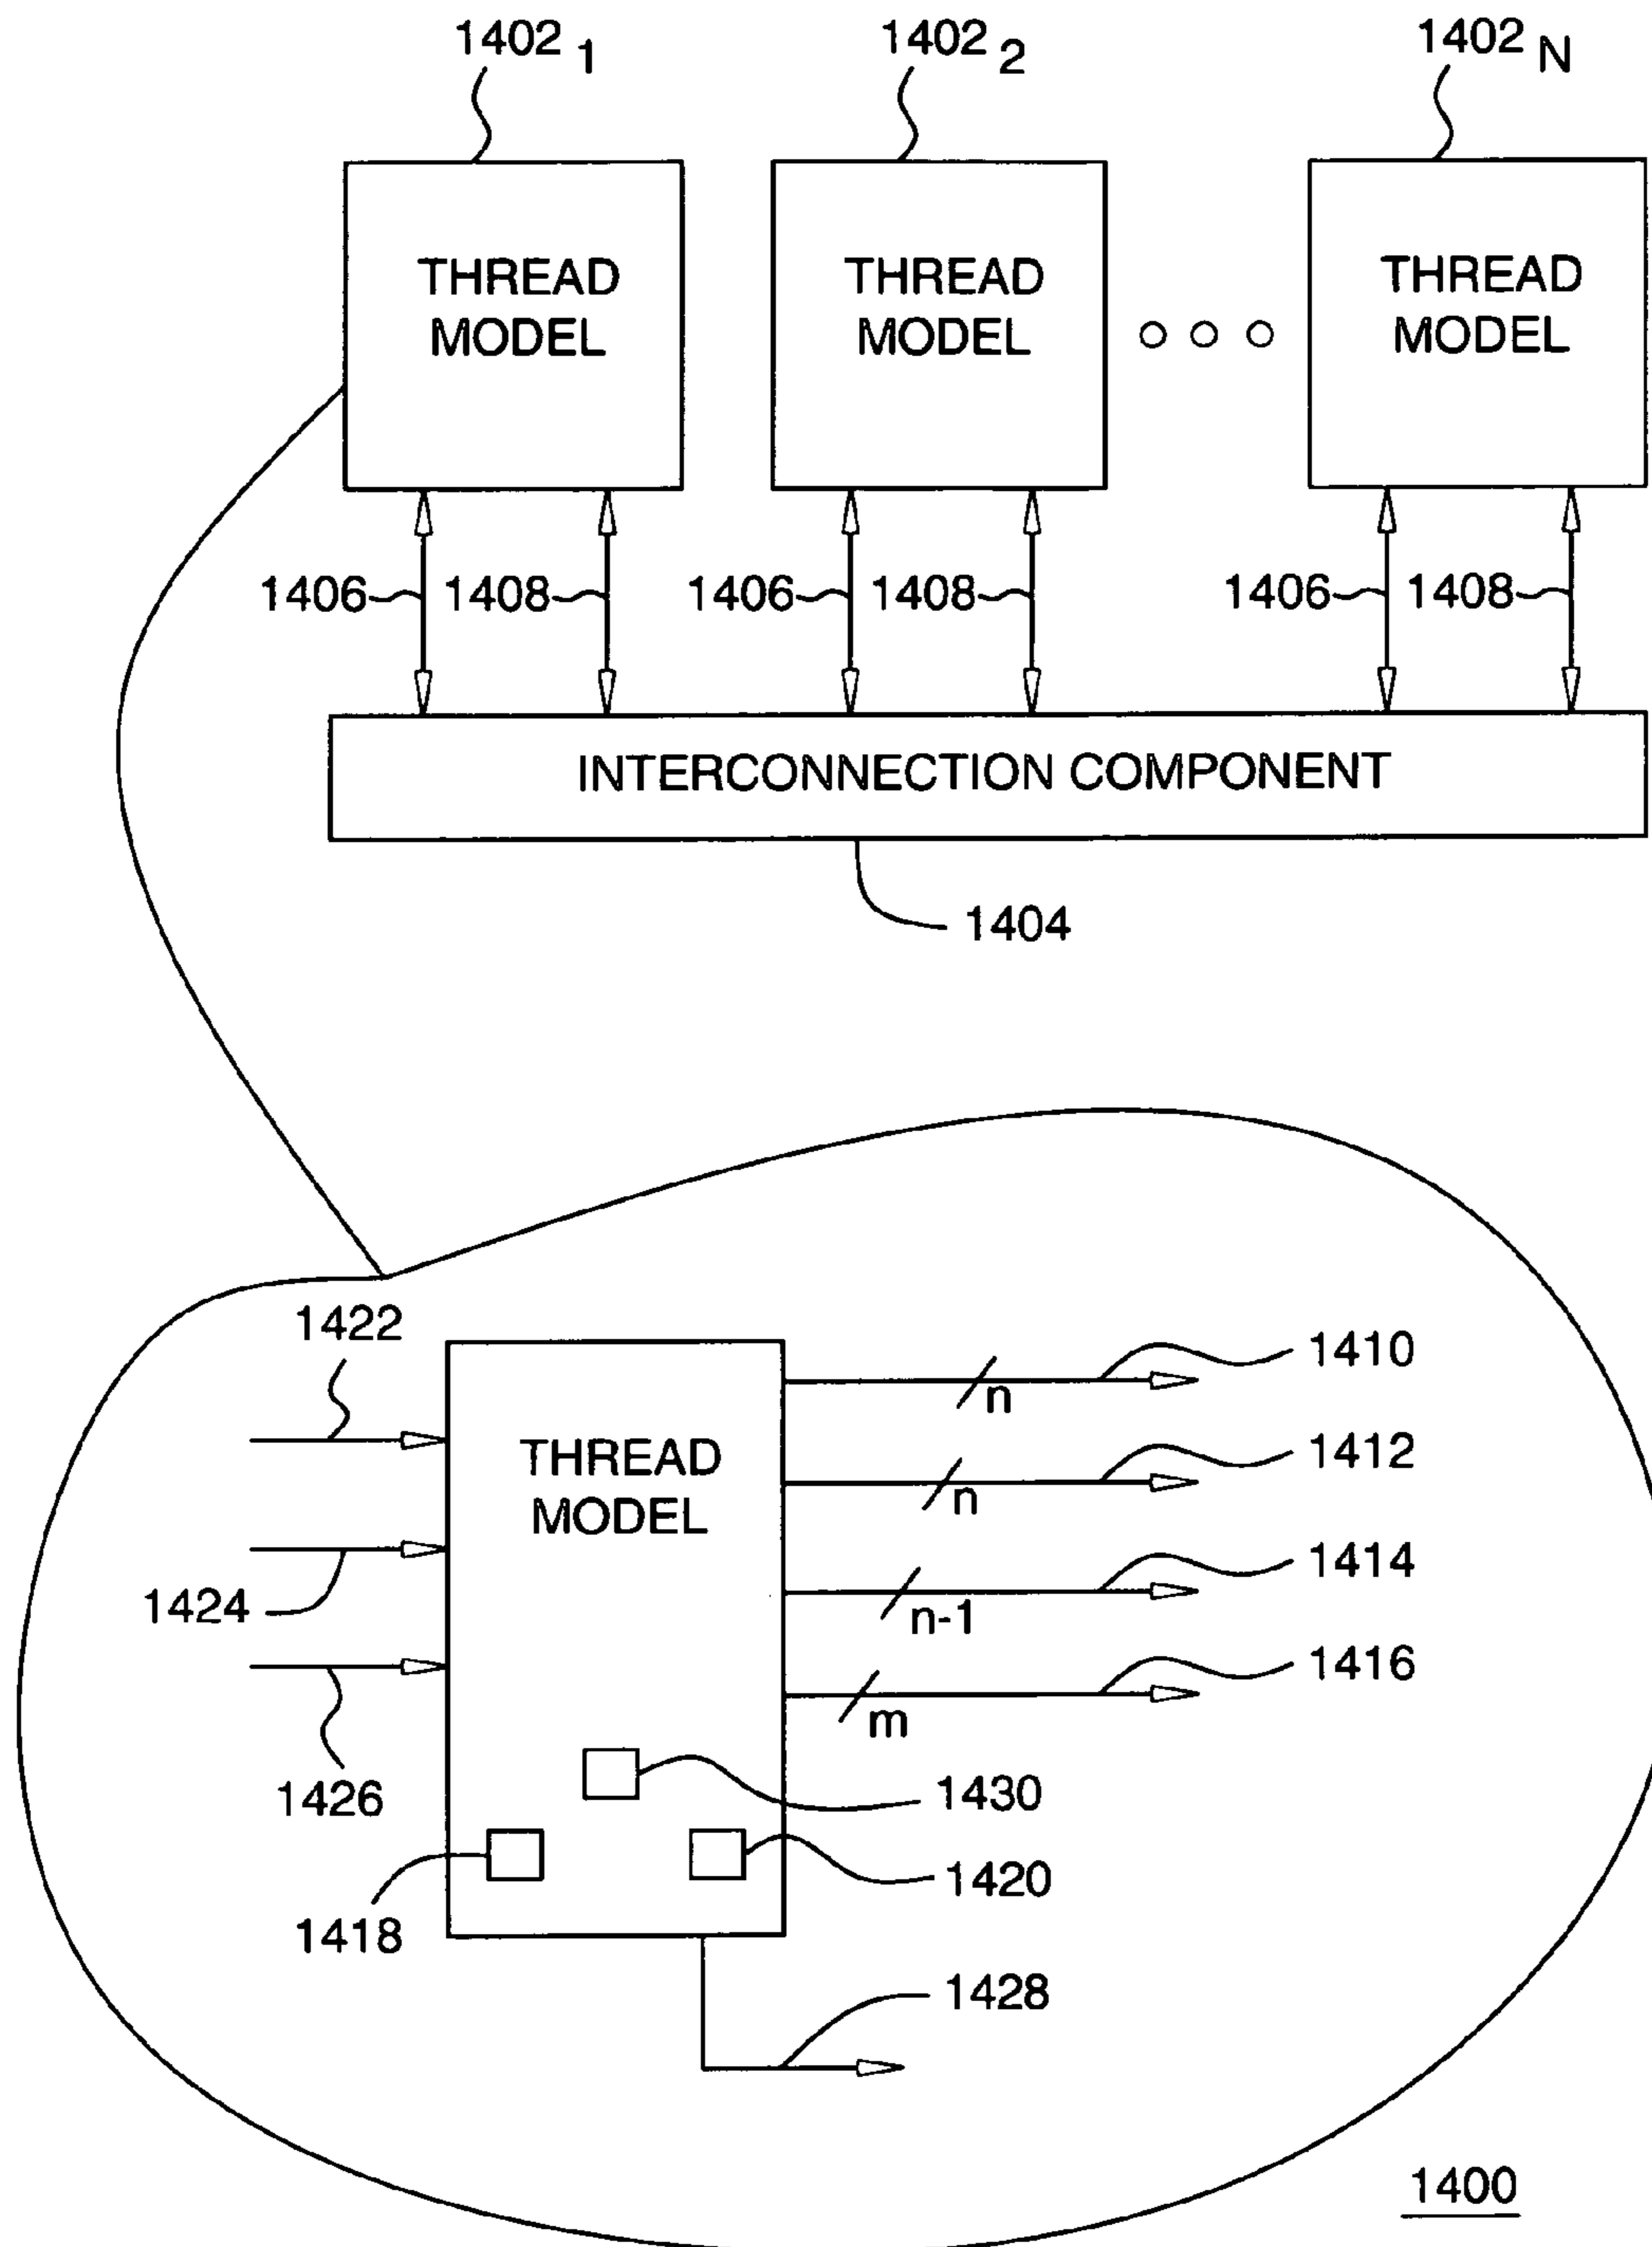 1402 1
1402 2
1402 N
THREAD
MODEL
THREAD
MODEL
THREAD
MODEL
1406
1408
1406
1408
1406
1408
INTERCONNECTION COMPONENT
1404
1422
1424
1426
THREAD
MODEL
n
1410
n
1412
n-1
1414
m
1416
1430
1420
1418
1428
1400